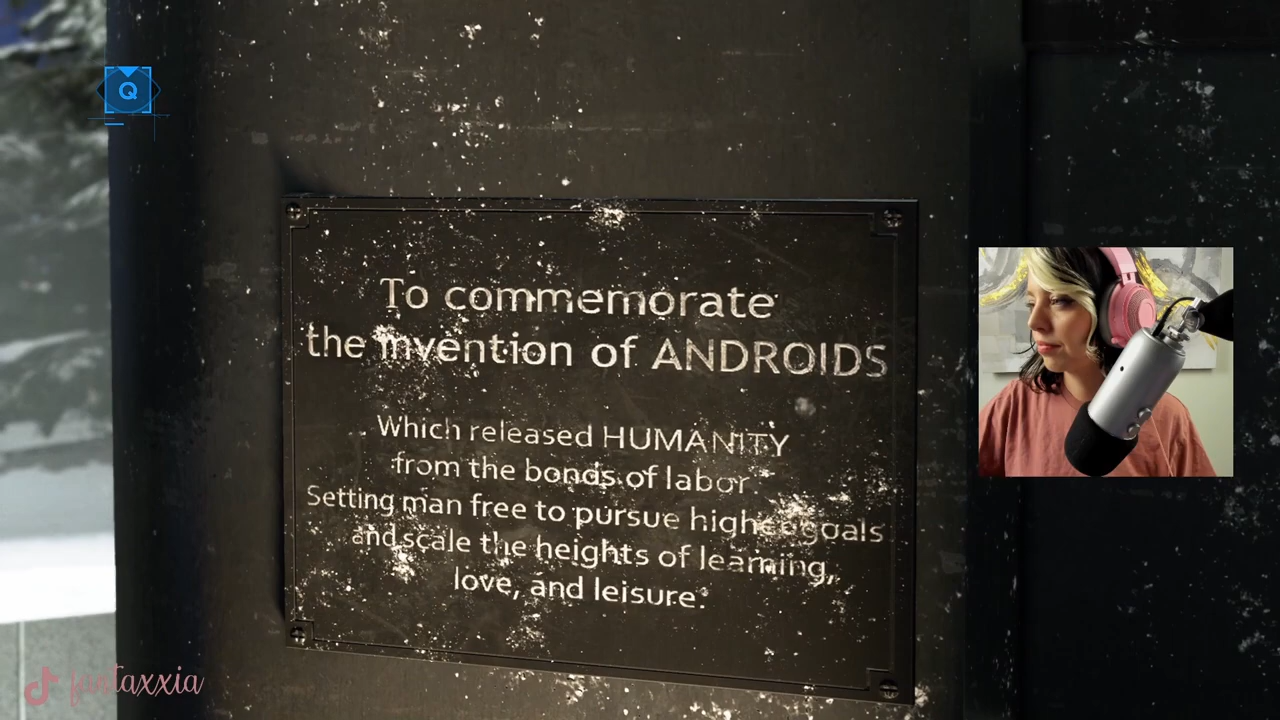 Q
To commemorate
the invention of ANDROIDS
Which released HUMANITY
from the bonds of labor.
Setting man free to pursue higher goals
and scale the heights of learning,
love, and leisure.